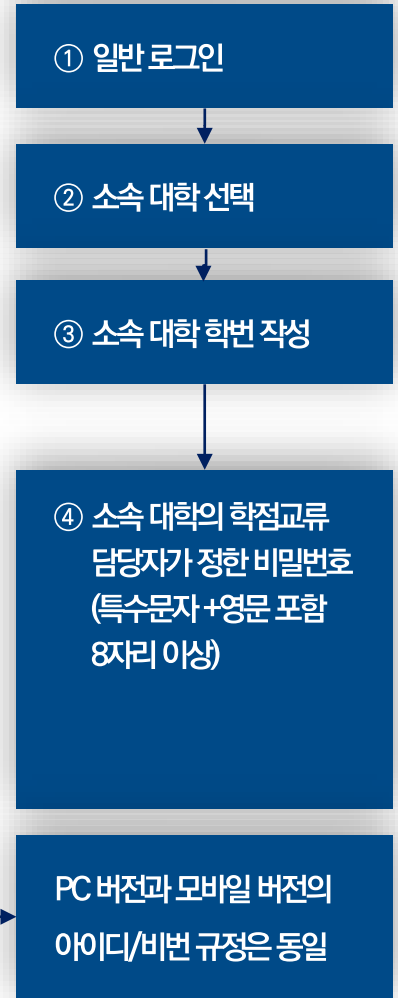 ① 일반 로그인
② 소속 대학 선택
③ 소속 대학 학번 작성
④ 소속 대학의 학점교류
담당자가 정한 비밀번호
(특수문자 +영문 포함
8자리 이상)
PC 버전과 모바일 버전의
아이디/비번 규정은 동일